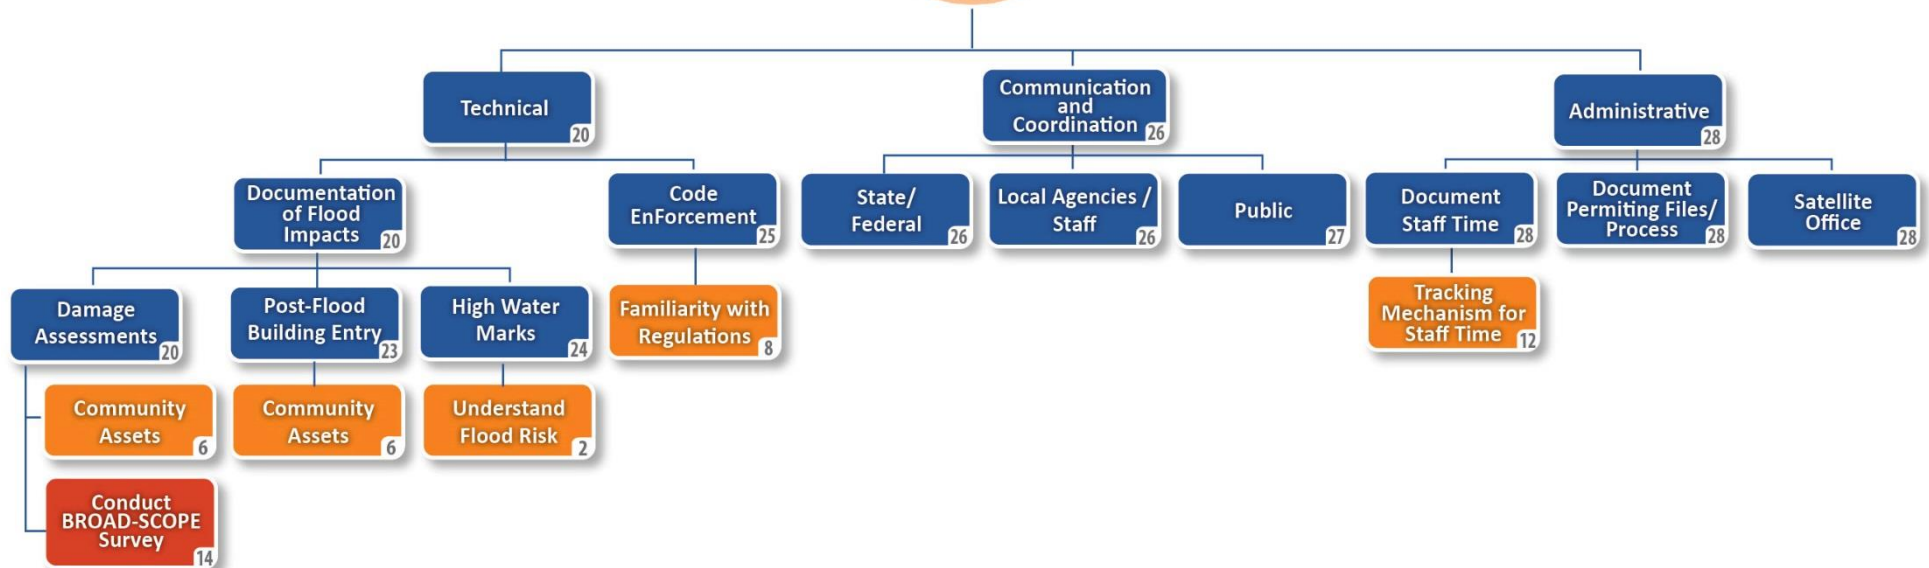 Technical
20
Communication
and
Coordination
26
Administrative
28
Documentation
of Flood
Impacts
20
Code
EnForcement
25
State/
Federal
26
Local Agencies /
Staff
26
Public
27
Document
Staff Time
28
Document
Permiting Files/
Process
28
Satellite
Office
28
Damage
Assessments
20
Post-Flood
Building Entry
23
High Water
Marks
24
Familiarity with
Regulations
8
Tracking
Mechanism for
Staff Time
12
Community
Assets
6
Community
Assets
6
Understand
Flood Risk
2
Conduct
BROAD-SCOPE
Survey
14